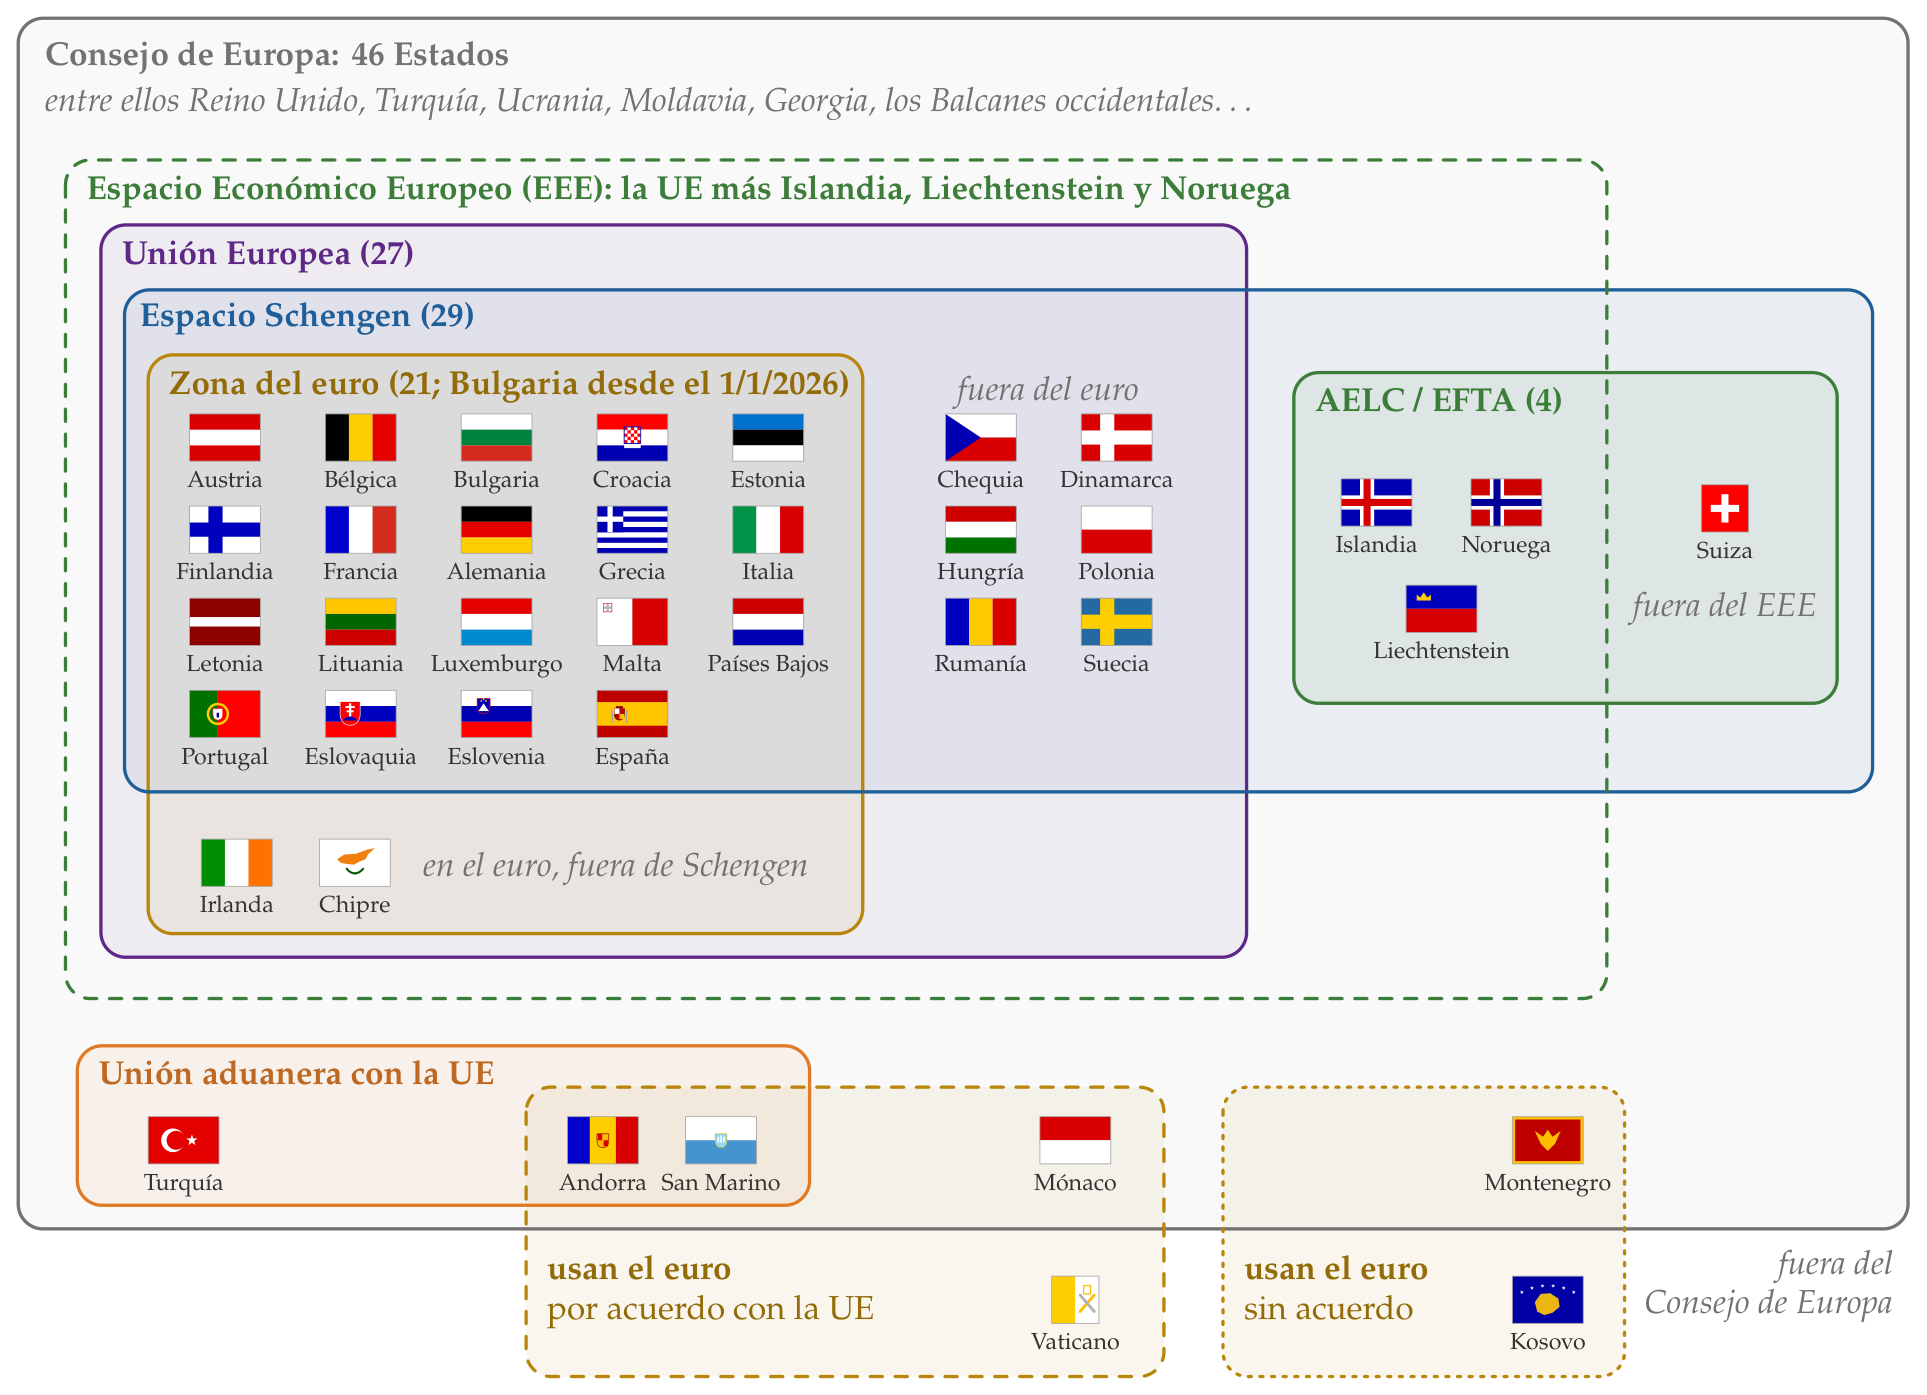 Consejo de Europa: 46 Estados
entre ellos Reino Unido, Turquía, Ucrania, Moldavia, Georgia, los Balcanes occidentales. . .
Espacio Económico Europeo (EEE): la UE más Islandia, Liechtenstein y Noruega
Unión Europea (27)
Espacio Schengen (29)
Zona del euro (21; Bulgaria desde el 1/1/2026)
fuera del euro
AELC / EFTA (4)
Austria Bélgica Bulgaria Croacia Estonia Chequia Dinamarca
Islandia Noruega Suiza
Finlandia Francia Alemania Grecia Italia Hungría Polonia
fuera del EEE
Liechtenstein
Letonia Lituania Luxemburgo Malta Países Bajos Rumanía Suecia
Portugal Eslovaquia Eslovenia España
en el euro, fuera de Schengen
Irlanda Chipre
Unión aduanera con la UE
Turquía Andorra San Marino Mónaco Montenegro
usan el euro
por acuerdo con la UE
Vaticano
usan el euro
sin acuerdo
Kosovo
fuera del
Consejo de Europa